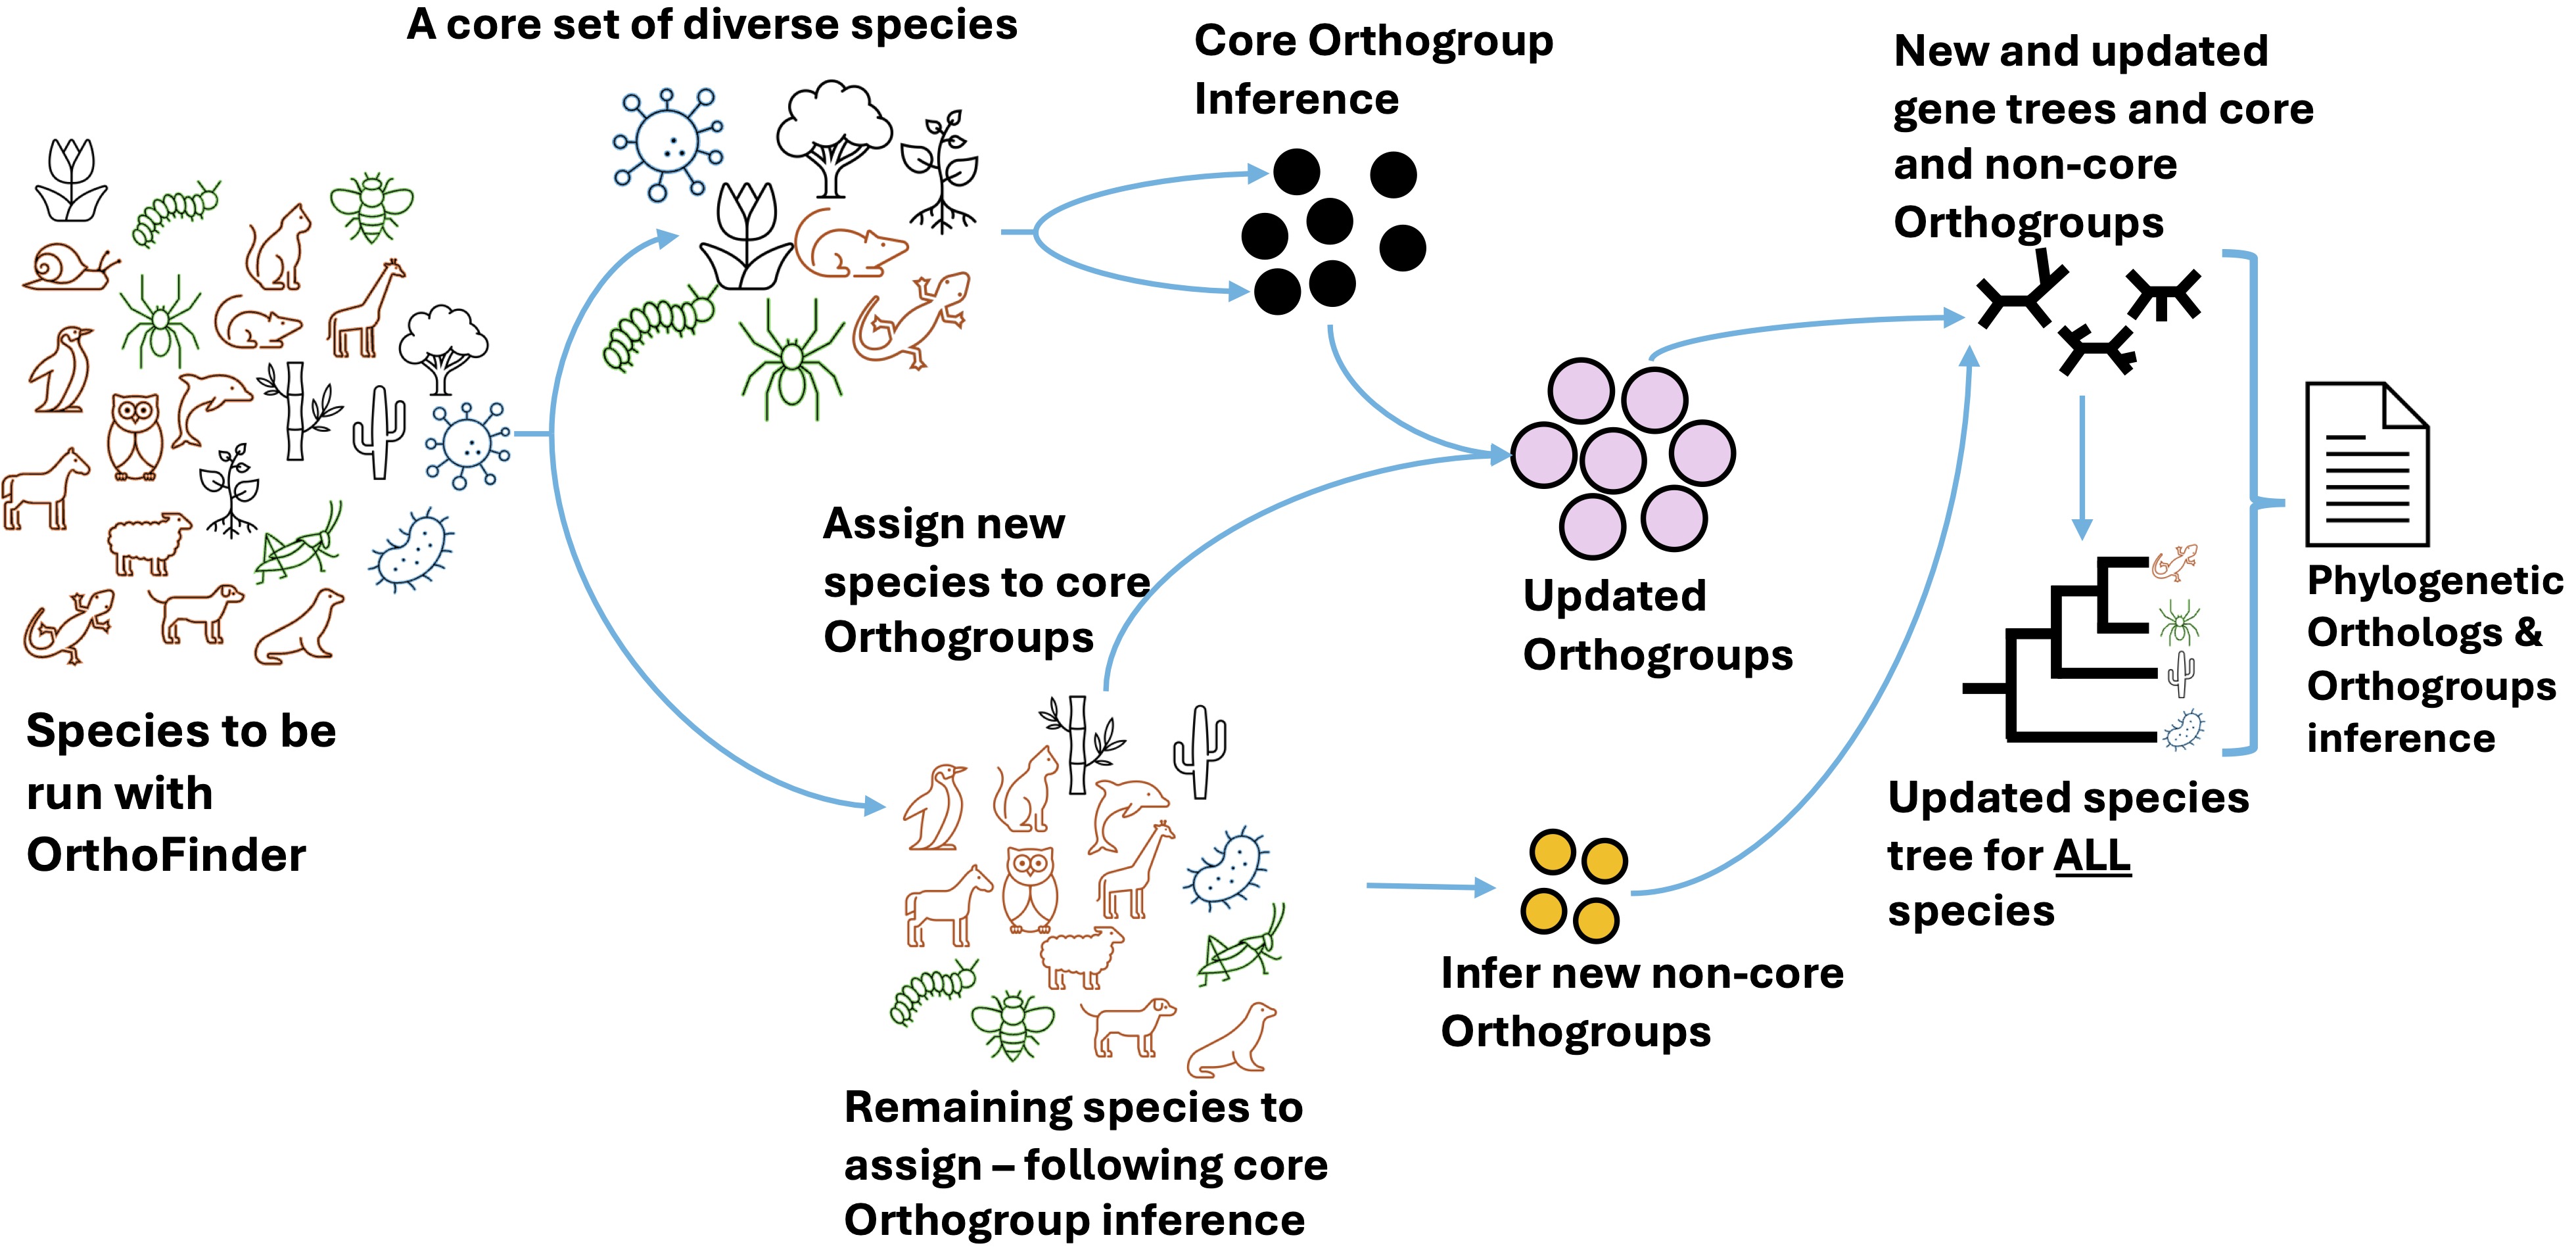 A core set of diverse species
Core Orthogroup
Inference
New and updated
gene trees and core
and non-core
Orthogroups
Species to be
run with
OrthoFinder
Assign new
species to core
Orthogroups
Updated
Orthogroups
Phylogenetic
Orthologs &
Orthogroups
inference
Updated species
tree for ALL
species
Infer new non-core
Orthogroups
Remaining species to
assign – following core
Orthogroup inference